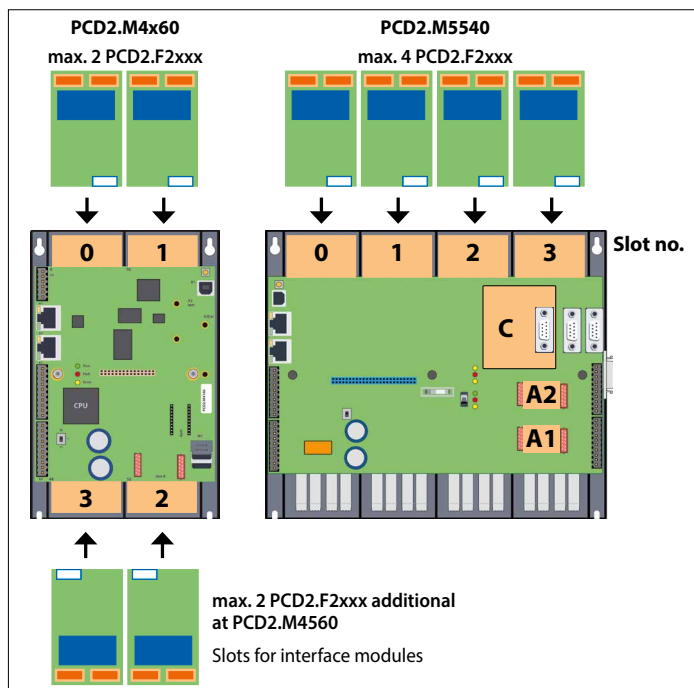 PCD2.M4x60
max. 2 PCD2.F2xxx
PCD2.M5540
max. 4 PCD2.F2xxx
0
1
0
1
2
3
Slot no.
C
CPU
A2
A1
3
2
max. 2 PCD2.F2xxx additional
at PCD2.M4560
Slots for interface modules